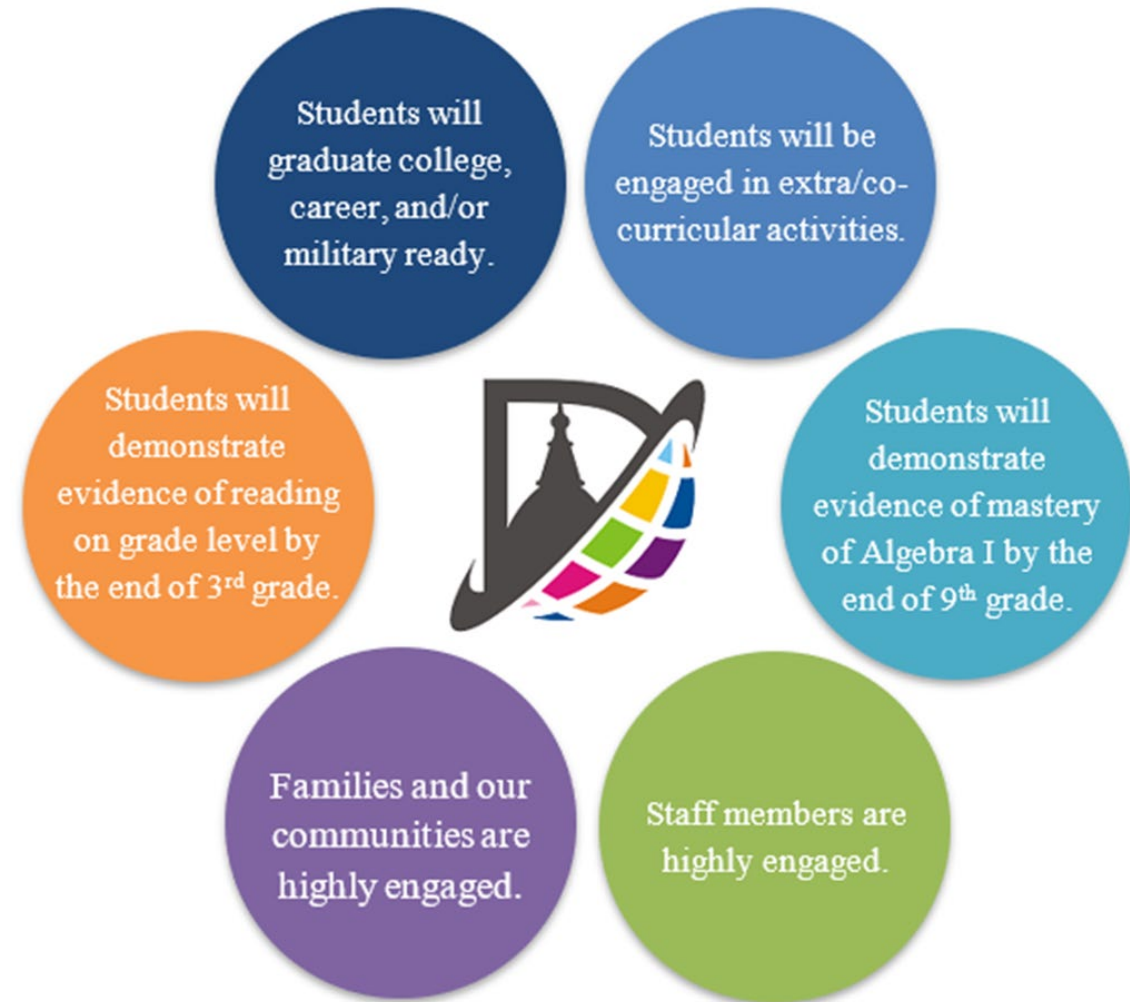 Students will
graduate college,
career, and/or
military ready.
Students will be
engaged in extra/co-
curricular activities.
Students will
demonstrate
evidence of reading
on grade level by
the end of 3rd grade.
Students will
demonstrate
evidence of mastery
of Algebra I by the
end of 9th grade.
Families and our
communities are
highly engaged.
Staff members are
highly engaged.